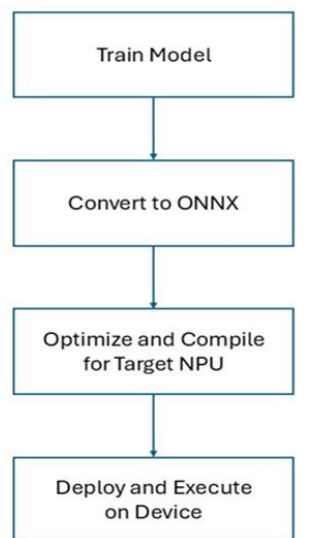 Train Model
Convert to ONNX
Optimize and Compile
for Target NPU
Deploy and Execute
on Device